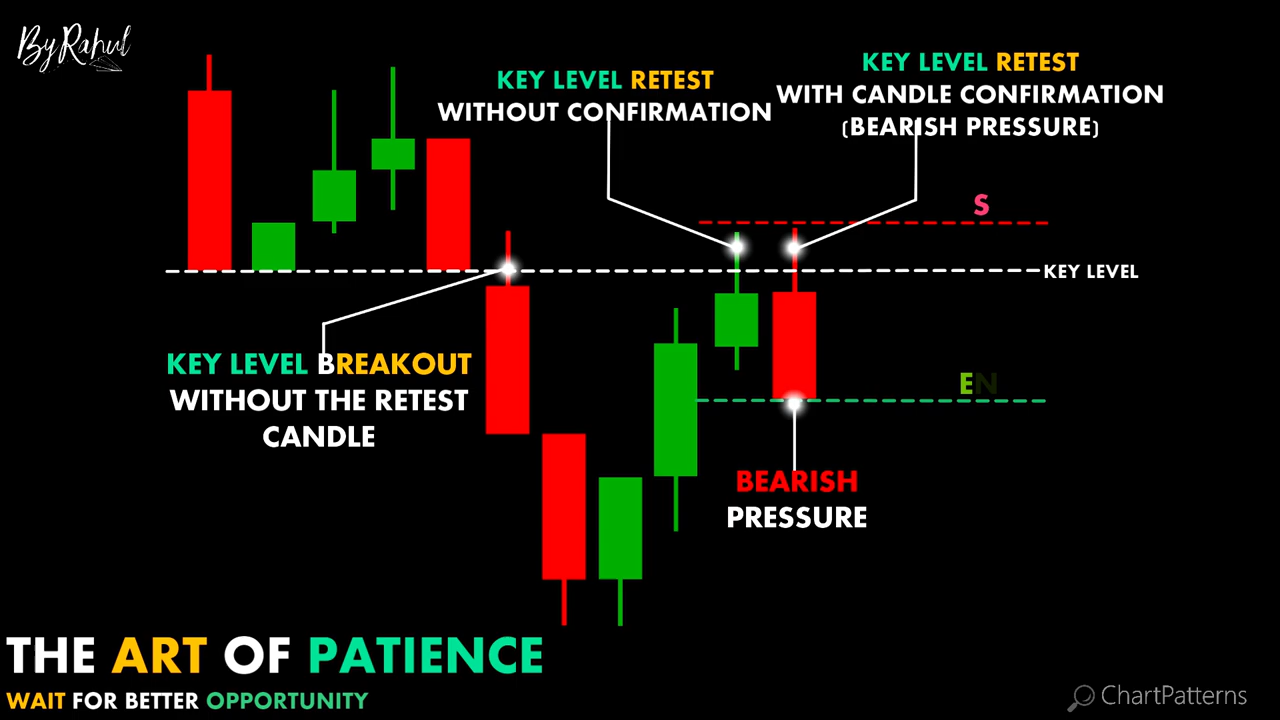 By Rahul
KEY LEVEL RETEST
WITHOUT CONFIRMATION
KEY LEVEL RETEST
WITH CANDLE CONFIRMATION
(BEARISH PRESSURE)
S
KEY LEVEL
KEY LEVEL BREAKOUT
WITHOUT THE RETEST
CANDLE
EN
BEARISH
PRESSURE
THE ART OF PATIENCE
WAIT FOR BETTER OPPORTUNITY
ChartPatterns